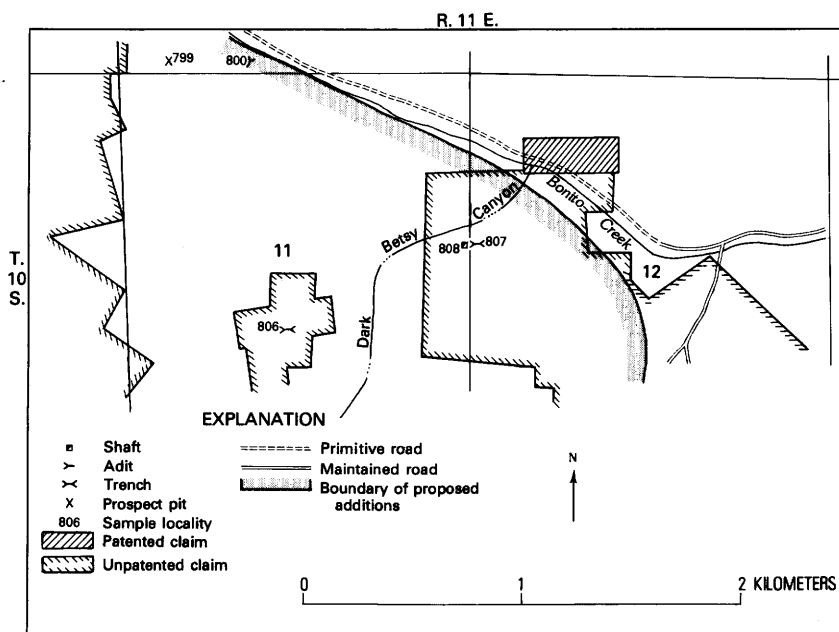 R. 11 E.
x799
800
T.
10
S.
11
Betsy
Canyon
Bonito
Creek
808
807
12
806
Dark
EXPLANATION
Shaft
Adit
Trench
X Prospect pit
806 Sample locality
Patented claim
Unpatented claim
Primitive road
Maintained road
Boundary of proposed
additions
N
0 1 2 KILOMETERS